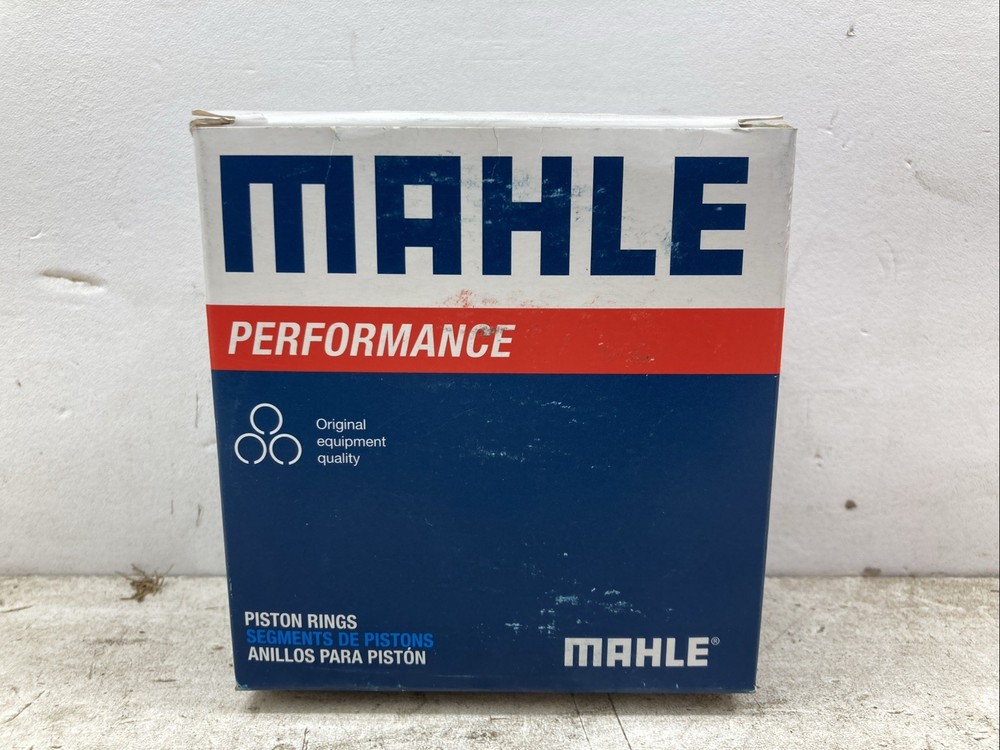 MAHLE
PERFORMANCE
Original
equipment
quality
PISTON RINGS
SEGMENTS DE PISTONS
ANILLOS PARA PISTÓN
MAHLE®